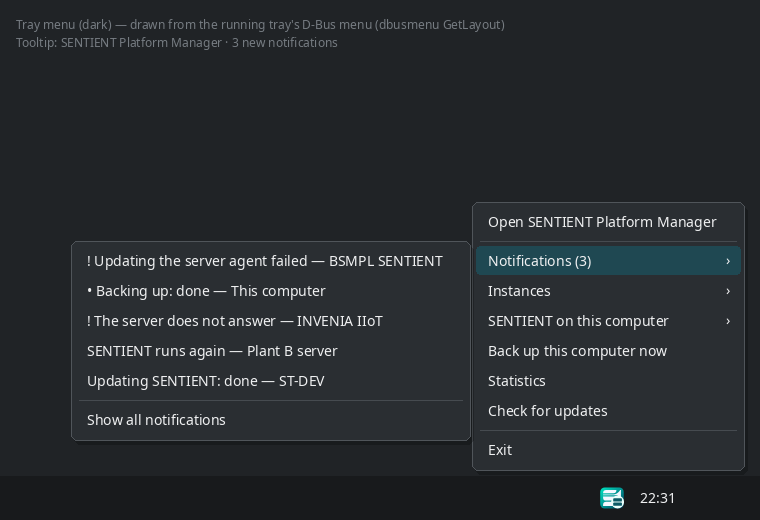 Tray menu (dark) — drawn from the running tray's D-Bus menu (dbusmenu GetLayout)
Tooltip: SENTIENT Platform Manager · 3 new notifications
Open SENTIENT Platform Manager
Notifications (3) ›
Instances ›
SENTIENT on this computer ›
Back up this computer now
Statistics
Check for updates
Exit
! Updating the server agent failed — BSMPL SENTIENT
• Backing up: done — This computer
! The server does not answer — INVENIA IIoT
SENTIENT runs again — Plant B server
Updating SENTIENT: done — ST-DEV
Show all notifications
22:31